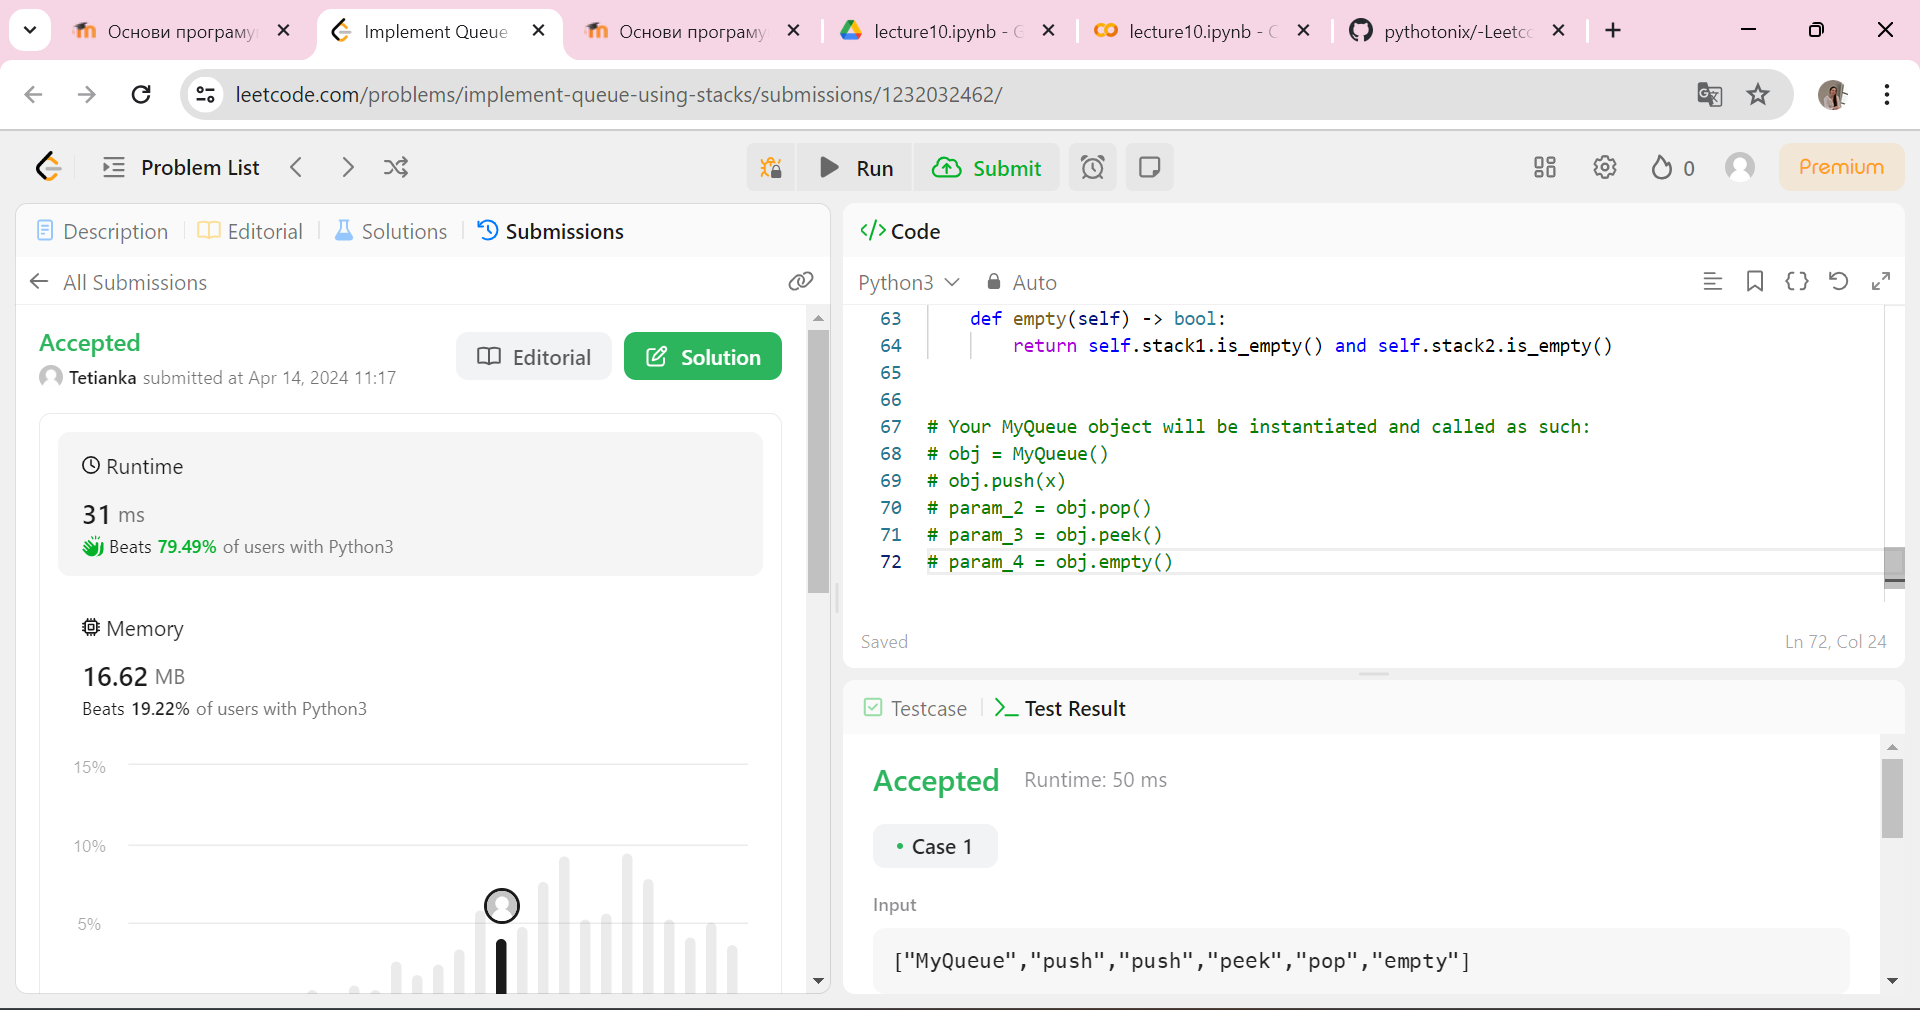 Основи програму
Implement Queue
Основи програму
lecture10.ipynb - G
lecture10.ipynb - C
pythotonix/-Leetco
leetcode.com/problems/implement-queue-using-stacks/submissions/1232032462/
Problem List
Run
Submit
0
Premium
Description
Editorial
Solutions
Submissions
All Submissions
Accepted
Tetianka submitted at Apr 14, 2024 11:17
Editorial
Solution
Runtime
31 ms
Beats 79.49% of users with Python3
Memory
16.62 MB
Beats 19.22% of users with Python3
15%
10%
5%
</> Code
Python3
Auto
63 def empty(self) -> bool:
64 return self.stack1.is_empty() and self.stack2.is_empty()
65
66
67 # Your MyQueue object will be instantiated and called as such:
68 # obj = MyQueue()
69 # obj.push(x)
70 # param_2 = obj.pop()
71 # param_3 = obj.peek()
72 # param_4 = obj.empty()
Saved
Ln 72, Col 24
Testcase
Test Result
Accepted
Runtime: 50 ms
• Case 1
Input
["MyQueue","push","push","peek","pop","empty"]